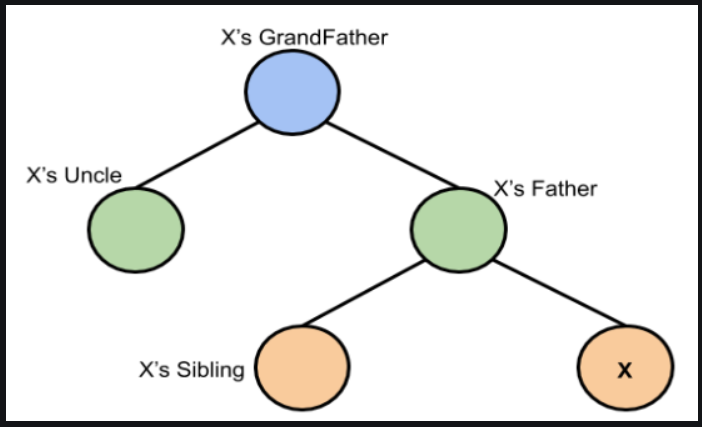 X's GrandFather
X's Uncle
X's Father
X's Sibling
X